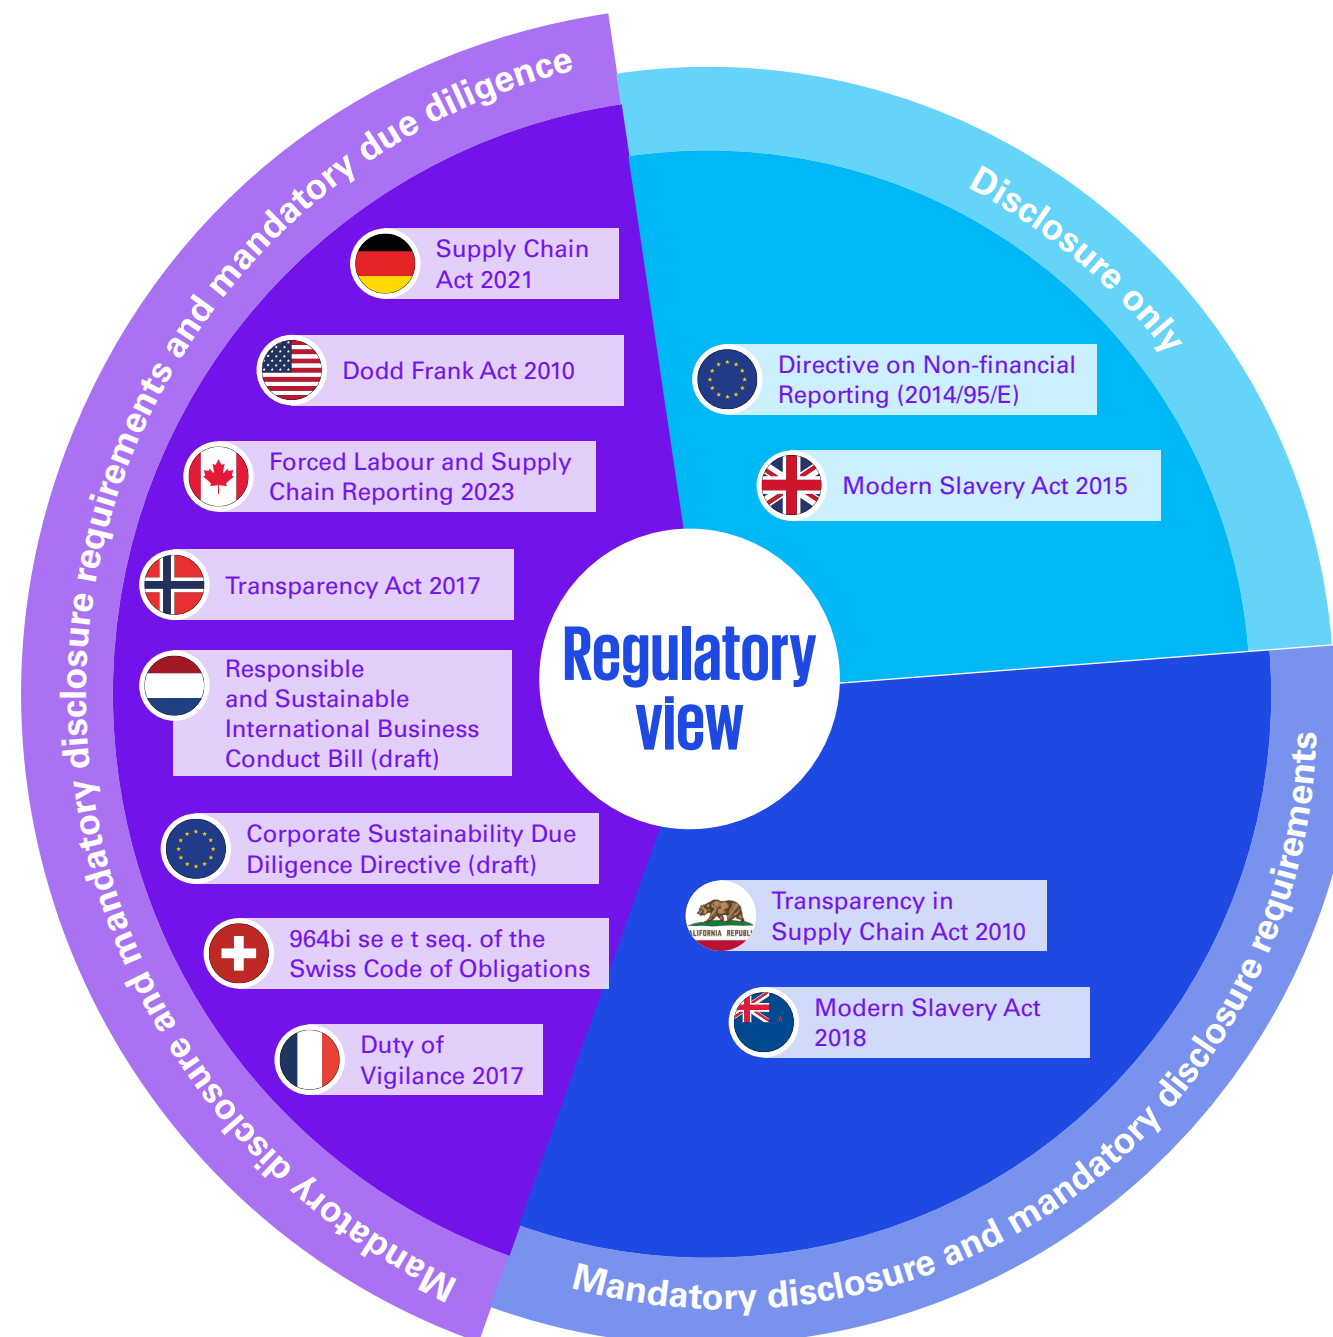 Mandatory disclosure and mandatory disclosure requirements and mandatory due diligence
Supply Chain
Act 2021
Dodd Frank Act 2010
Forced Labour and Supply
Chain Reporting 2023
Transparency Act 2017
Responsible
and Sustainable
International Business
Conduct Bill (draft)
Corporate Sustainability Due
Diligence Directive (draft)
964bi se e t seq. of the
Swiss Code of Obligations
Duty of
Vigilance 2017
Regulatory
view
Disclosure only
Directive on Non-financial
Reporting (2014/95/E)
Modern Slavery Act 2015
Transparency in
Supply Chain Act 2010
ALIFORNIA REPUBL
Modern Slavery Act
2018
Mandatory disclosure and mandatory disclosure requirements